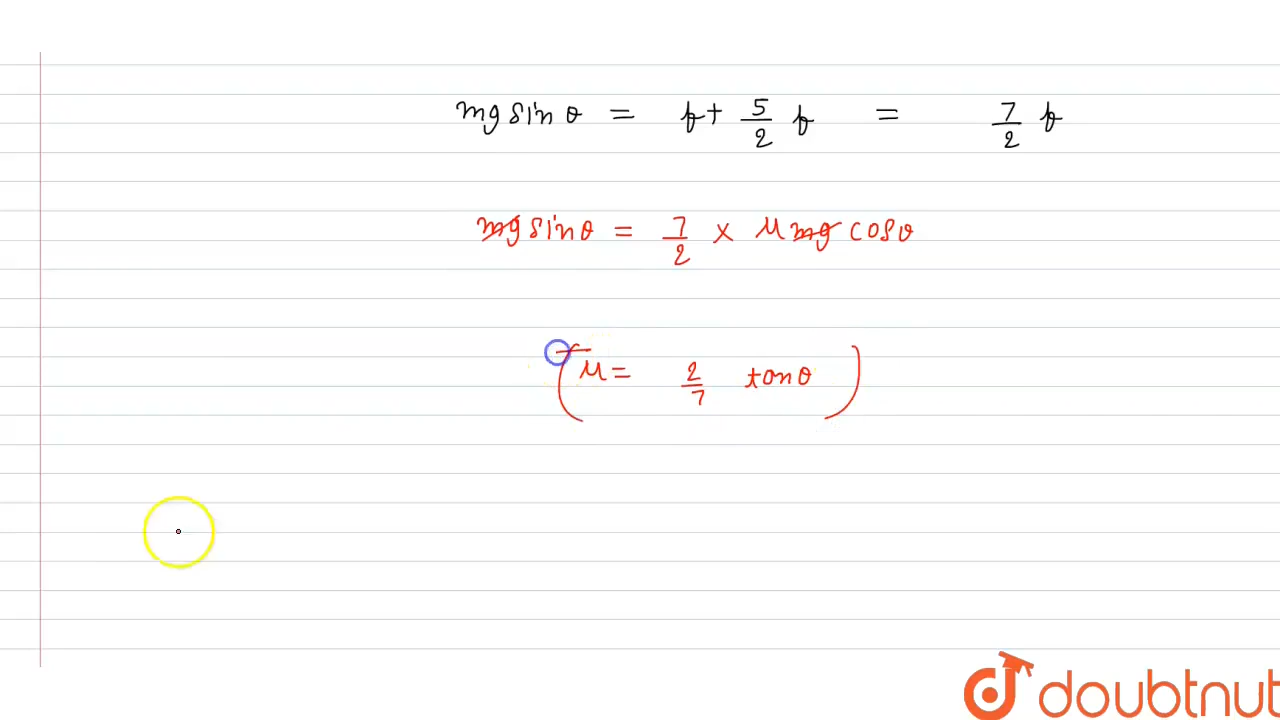 mg sin θ = f + 5/2 f = 7/2 f
mg sin θ = 7/2 × μ mg cos θ
( μ = 2/7 tan θ )
doubtnut